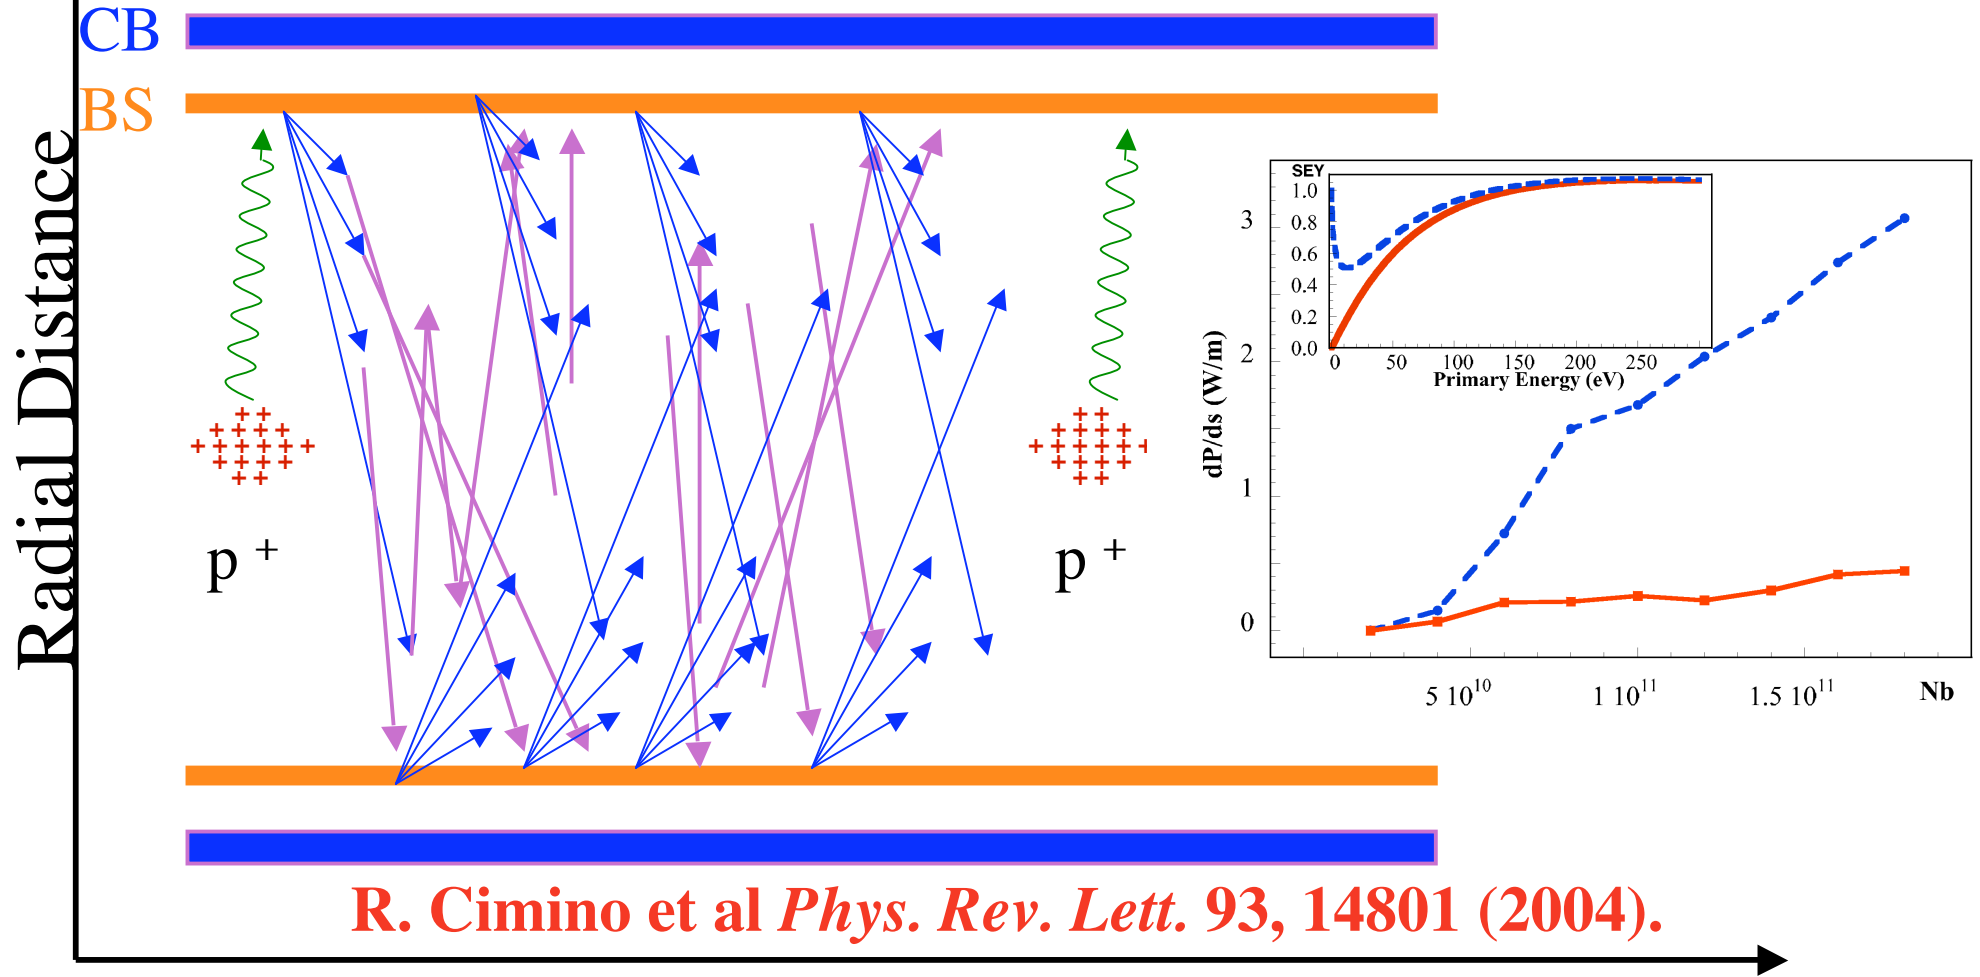 CB
BS
Radial Distance
p +
p +
SEY
1.0
0.8
0.6
0.4
0.2
0.0
0 50 100 150 200 250
Primary Energy (eV)
3
2
1
0
dP/ds (W/m)
5 10^10 1 10^11 1.5 10^11 Nb
R. Cimino et al Phys. Rev. Lett. 93, 14801 (2004).